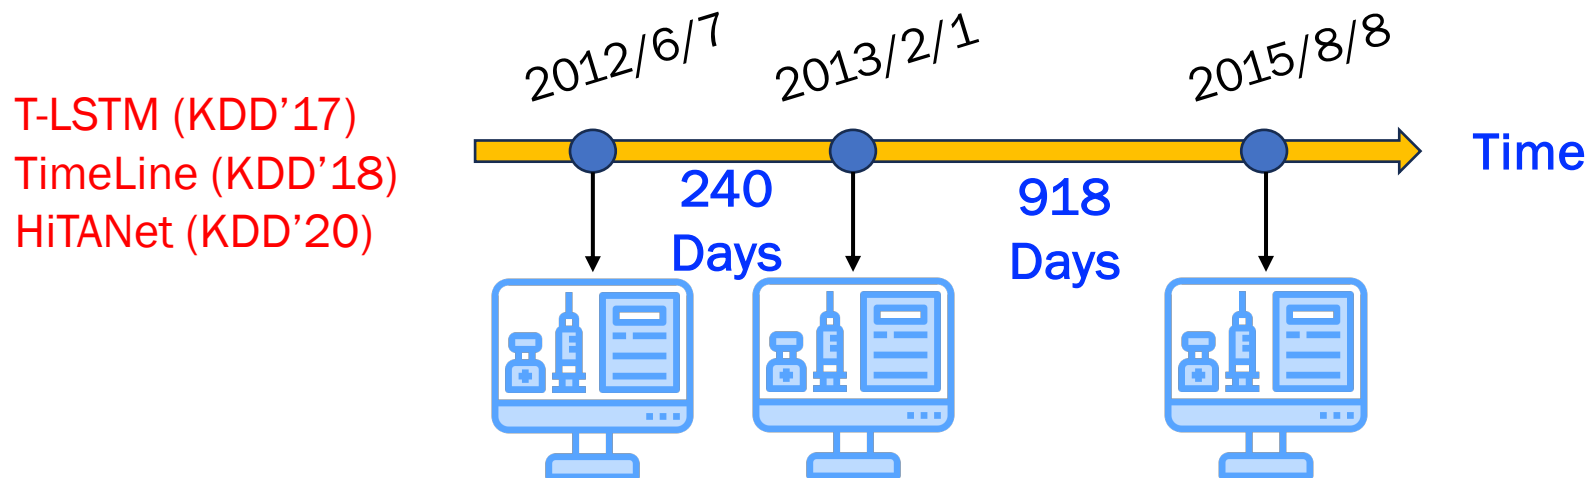 2012/6/7
2013/2/1
2015/8/8
T-LSTM (KDD’17)
TimeLine (KDD’18)
HiTANet (KDD’20)
Time
240
Days
918
Days